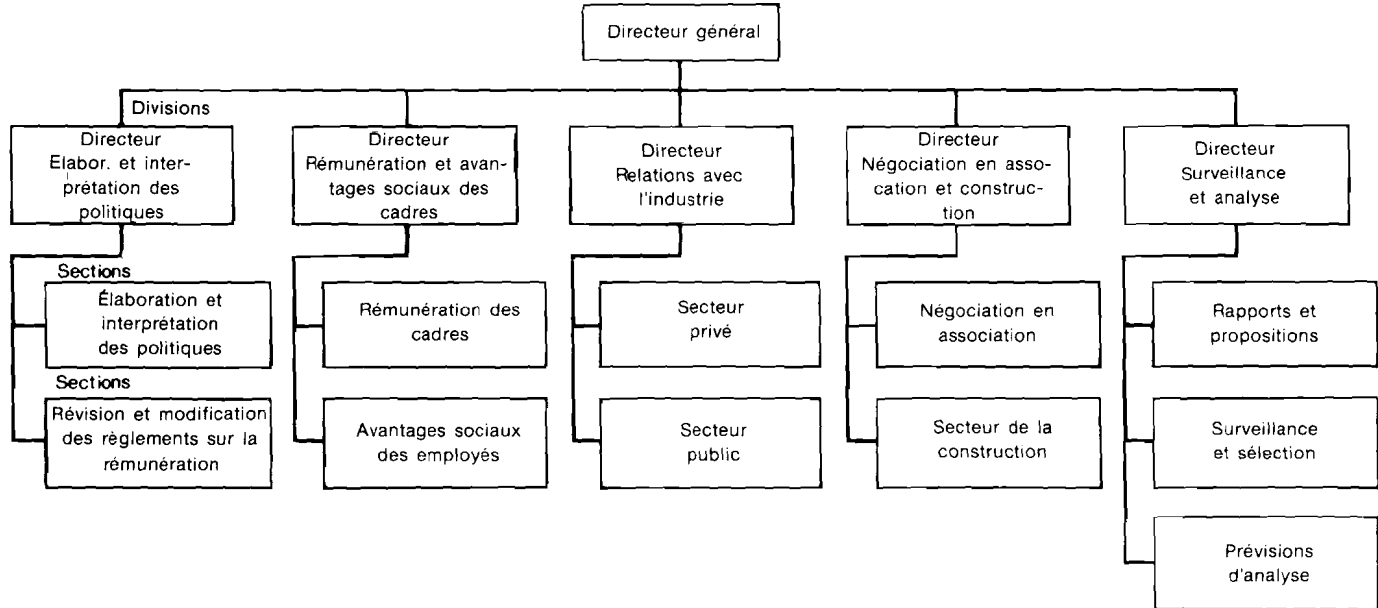 Directeur général
Divisions
Directeur
Elabor. et inter-
prétation des
politiques
Directeur
Rémunération et avan-
tages sociaux des
cadres
Directeur
Relations avec
l'industrie
Directeur
Négociation en asso-
cation et construc-
tion
Directeur
Surveillance
et analyse
Sections
Élaboration et
interprétation
des politiques
Sections
Révision et modification
des règlements sur la
rémunération
Rémunération des
cadres
Avantages sociaux
des employés
Secteur
privé
Secteur
public
Négociation en
association
Secteur de la
construction
Rapports et
propositions
Surveillance
et sélection
Prévisions
d'analyse